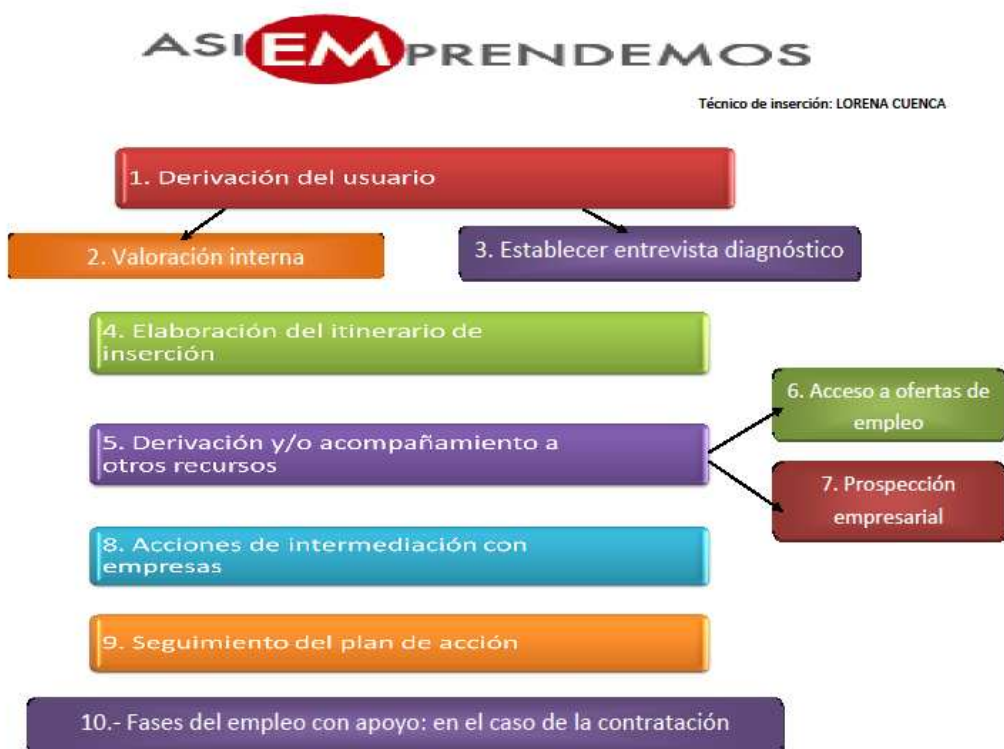 ASIEMPRENDEMOS
Técnico de inserción: LORENA CUENCA
1. Derivación del usuario
2. Valoración interna
3. Establecer entrevista diagnóstico
4. Elaboración del itinerario de
inserción
5. Derivación y/o acompañamiento a
otros recursos
6. Acceso a ofertas de
empleo
7. Prospección
empresarial
8. Acciones de intermediación con
empresas
9. Seguimiento del plan de acción
10.- Fases del empleo con apoyo: en el caso de la contratación